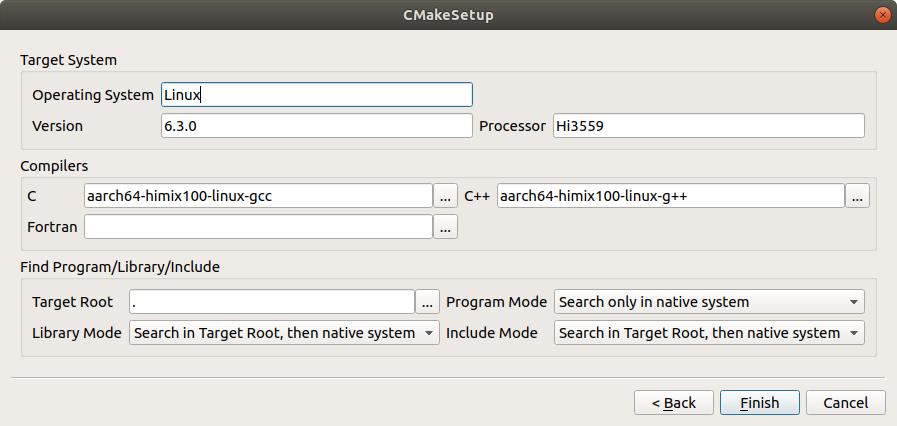 CMakeSetup
Target System
Operating System Linux
Version 6.3.0 Processor Hi3559
Compilers
C aarch64-himix100-linux-gcc ... C++ aarch64-himix100-linux-g++ ...
Fortran ...
Find Program/Library/Include
Target Root . ... Program Mode Search only in native system
Library Mode Search in Target Root, then native system Include Mode Search in Target Root, then native system
< Back Finish Cancel